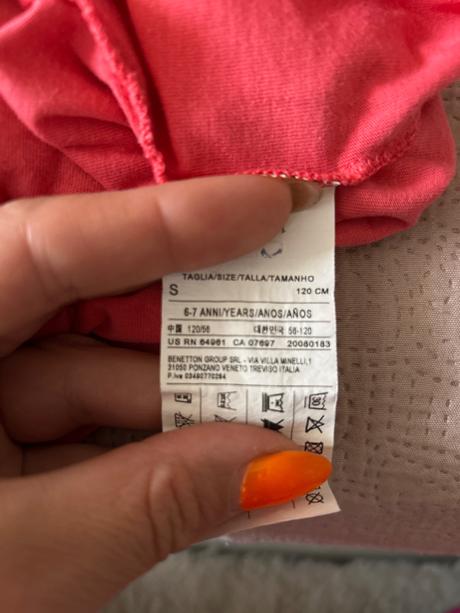 TAGLIA/SIZE/TALLA/TAMANHO
S 120 CM
6-7 ANNI/YEARS/ANOS/AÑOS
中国 120/56 대한민국 56-120
US RN 64961 CA 07697 20080183
BENETTON GROUP SRL - VIA VILLA MINELLI,1
31050 PONZANO VENETO TREVISO ITALIA
P.Iva 03490770264
30